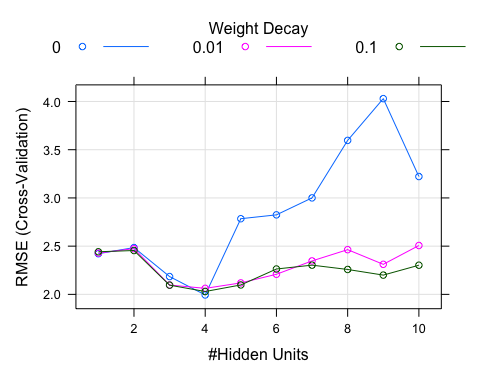 Weight Decay
0 0.01 0.1
RMSE (Cross-Validation)
4.0
3.5
3.0
2.5
2.0
2 4 6 8 10
#Hidden Units